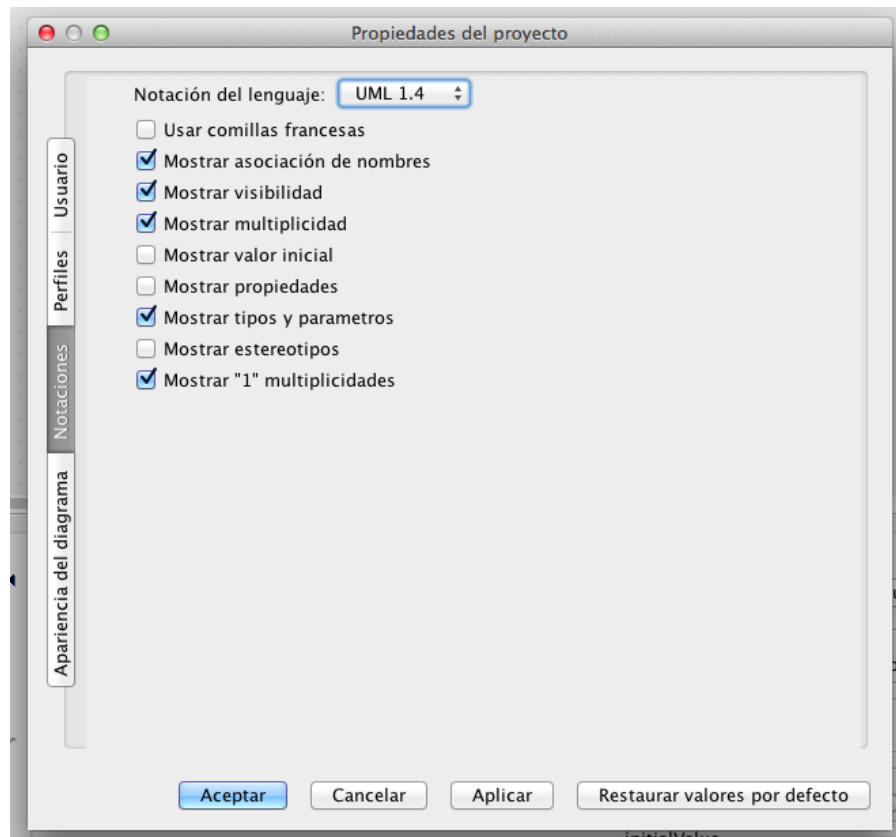 Propiedades del proyecto
Notación del lenguaje: UML 1.4
Usar comillas francesas
Mostrar asociación de nombres
Mostrar visibilidad
Mostrar multiplicidad
Mostrar valor inicial
Mostrar propiedades
Mostrar tipos y parametros
Mostrar estereotipos
Mostrar "1" multiplicidades
Usuario
Perfiles
Notaciones
Apariencia del diagrama
Aceptar Cancelar Aplicar Restaurar valores por defecto